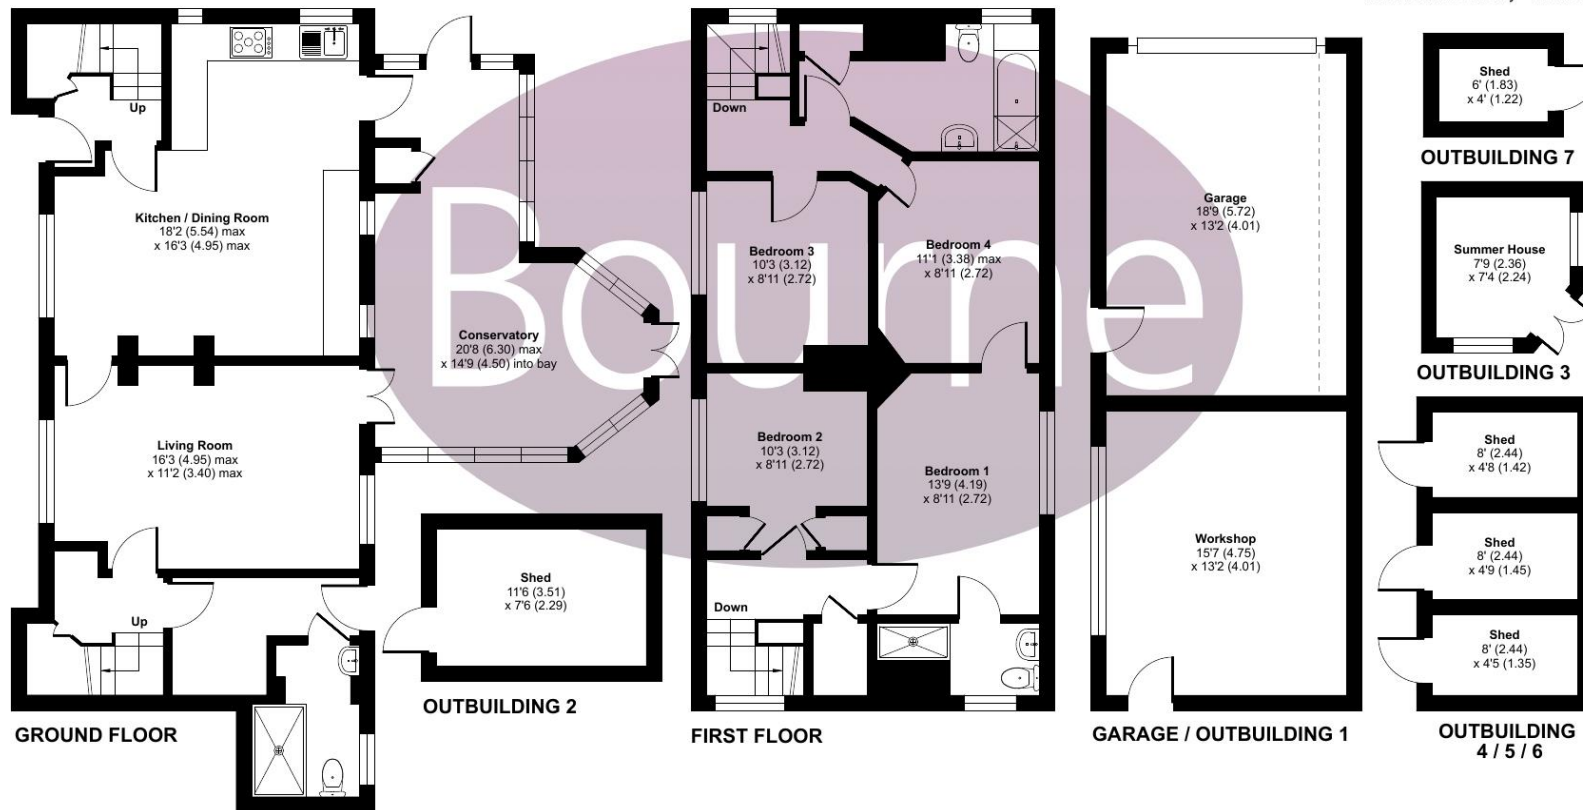 Up
Kitchen / Dining Room
18'2 (5.54) max
x 16'3 (4.95) max
Conservatory
20'8 (6.30) max
x 14'9 (4.50) into bay
Living Room
16'3 (4.95) max
x 11'2 (3.40) max
Up
GROUND FLOOR
Shed
11'6 (3.51)
x 7'6 (2.29)
OUTBUILDING 2
Bourne
Down
Bedroom 3
10'3 (3.12)
x 8'11 (2.72)
Bedroom 4
11'1 (3.38) max
x 8'11 (2.72)
Bedroom 2
10'3 (3.12)
x 8'11 (2.72)
Bedroom 1
13'9 (4.19)
x 8'11 (2.72)
Down
FIRST FLOOR
Garage
18'9 (5.72)
x 13'2 (4.01)
Workshop
15'7 (4.75)
x 13'2 (4.01)
GARAGE / OUTBUILDING 1
Shed
6' (1.83)
x 4' (1.22)
OUTBUILDING 7
Summer House
7'9 (2.36)
x 7'4 (2.24)
OUTBUILDING 3
Shed
8' (2.44)
x 4'8 (1.42)
Shed
8' (2.44)
x 4'9 (1.45)
Shed
8' (2.44)
x 4'5 (1.35)
OUTBUILDING
4 / 5 / 6